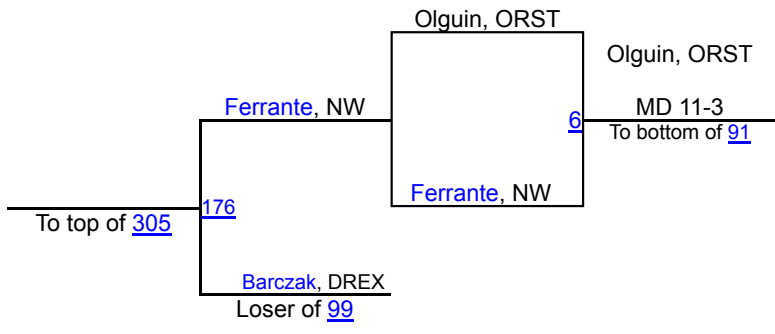 Olguin, ORST
Olguin, ORST
Ferrante, NW
MD 11-3
6
To bottom of 91
Ferrante, NW
176
To top of 305
Barczak, DREX
Loser of 99